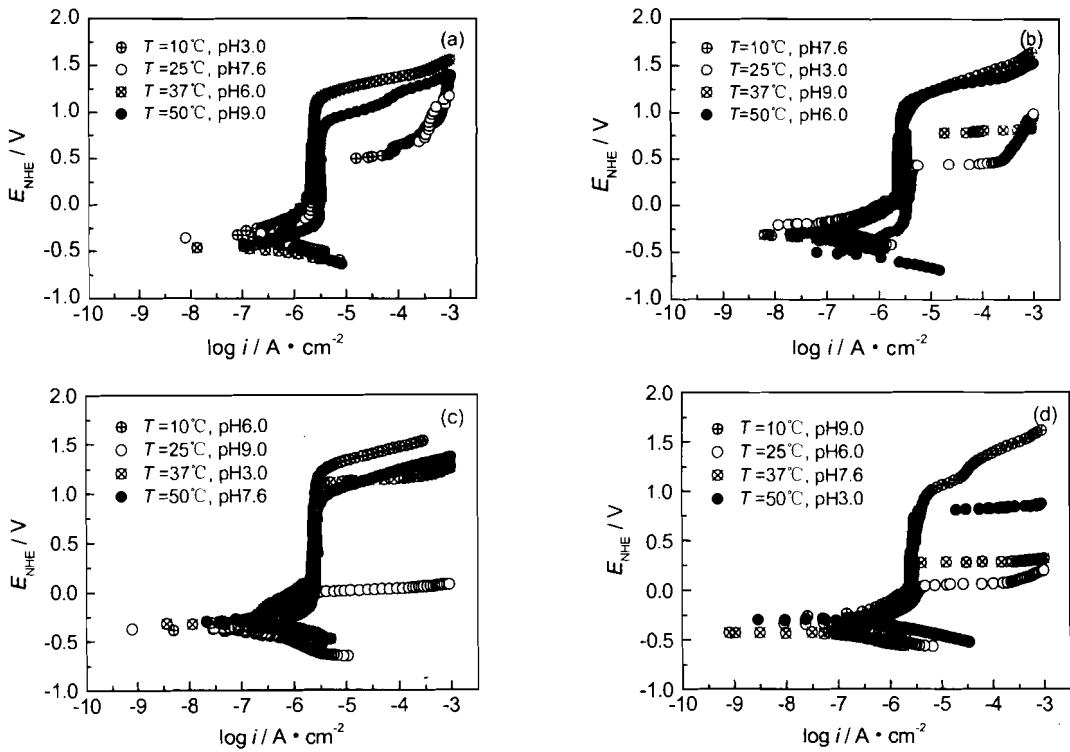 (a)
⊕ T=10℃, pH3.0
○ T=25℃, pH7.6
⊠ T=37℃, pH6.0
● T=50℃, pH9.0
2.0
1.5
1.0
0.5
0.0
-0.5
-1.0
E NHE / V
-10 -9 -8 -7 -6 -5 -4 -3
log i / A • cm-2
(b)
⊕ T=10℃, pH7.6
○ T=25℃, pH3.0
⊠ T=37℃, pH9.0
● T=50℃, pH6.0
2.0
1.5
1.0
0.5
0.0
-0.5
-1.0
E NHE / V
-10 -9 -8 -7 -6 -5 -4 -3
log i / A • cm-2
(c)
⊕ T=10℃, pH6.0
○ T=25℃, pH9.0
⊠ T=37℃, pH3.0
● T=50℃, pH7.6
2.0
1.5
1.0
0.5
0.0
-0.5
-1.0
E NHE / V
-10 -9 -8 -7 -6 -5 -4 -3
log i / A • cm-2
(d)
⊕ T=10℃, pH9.0
○ T=25℃, pH6.0
⊠ T=37℃, pH7.6
● T=50℃, pH3.0
2.0
1.5
1.0
0.5
0.0
-0.5
-1.0
E NHE / V
-10 -9 -8 -7 -6 -5 -4 -3
log i / A • cm-2